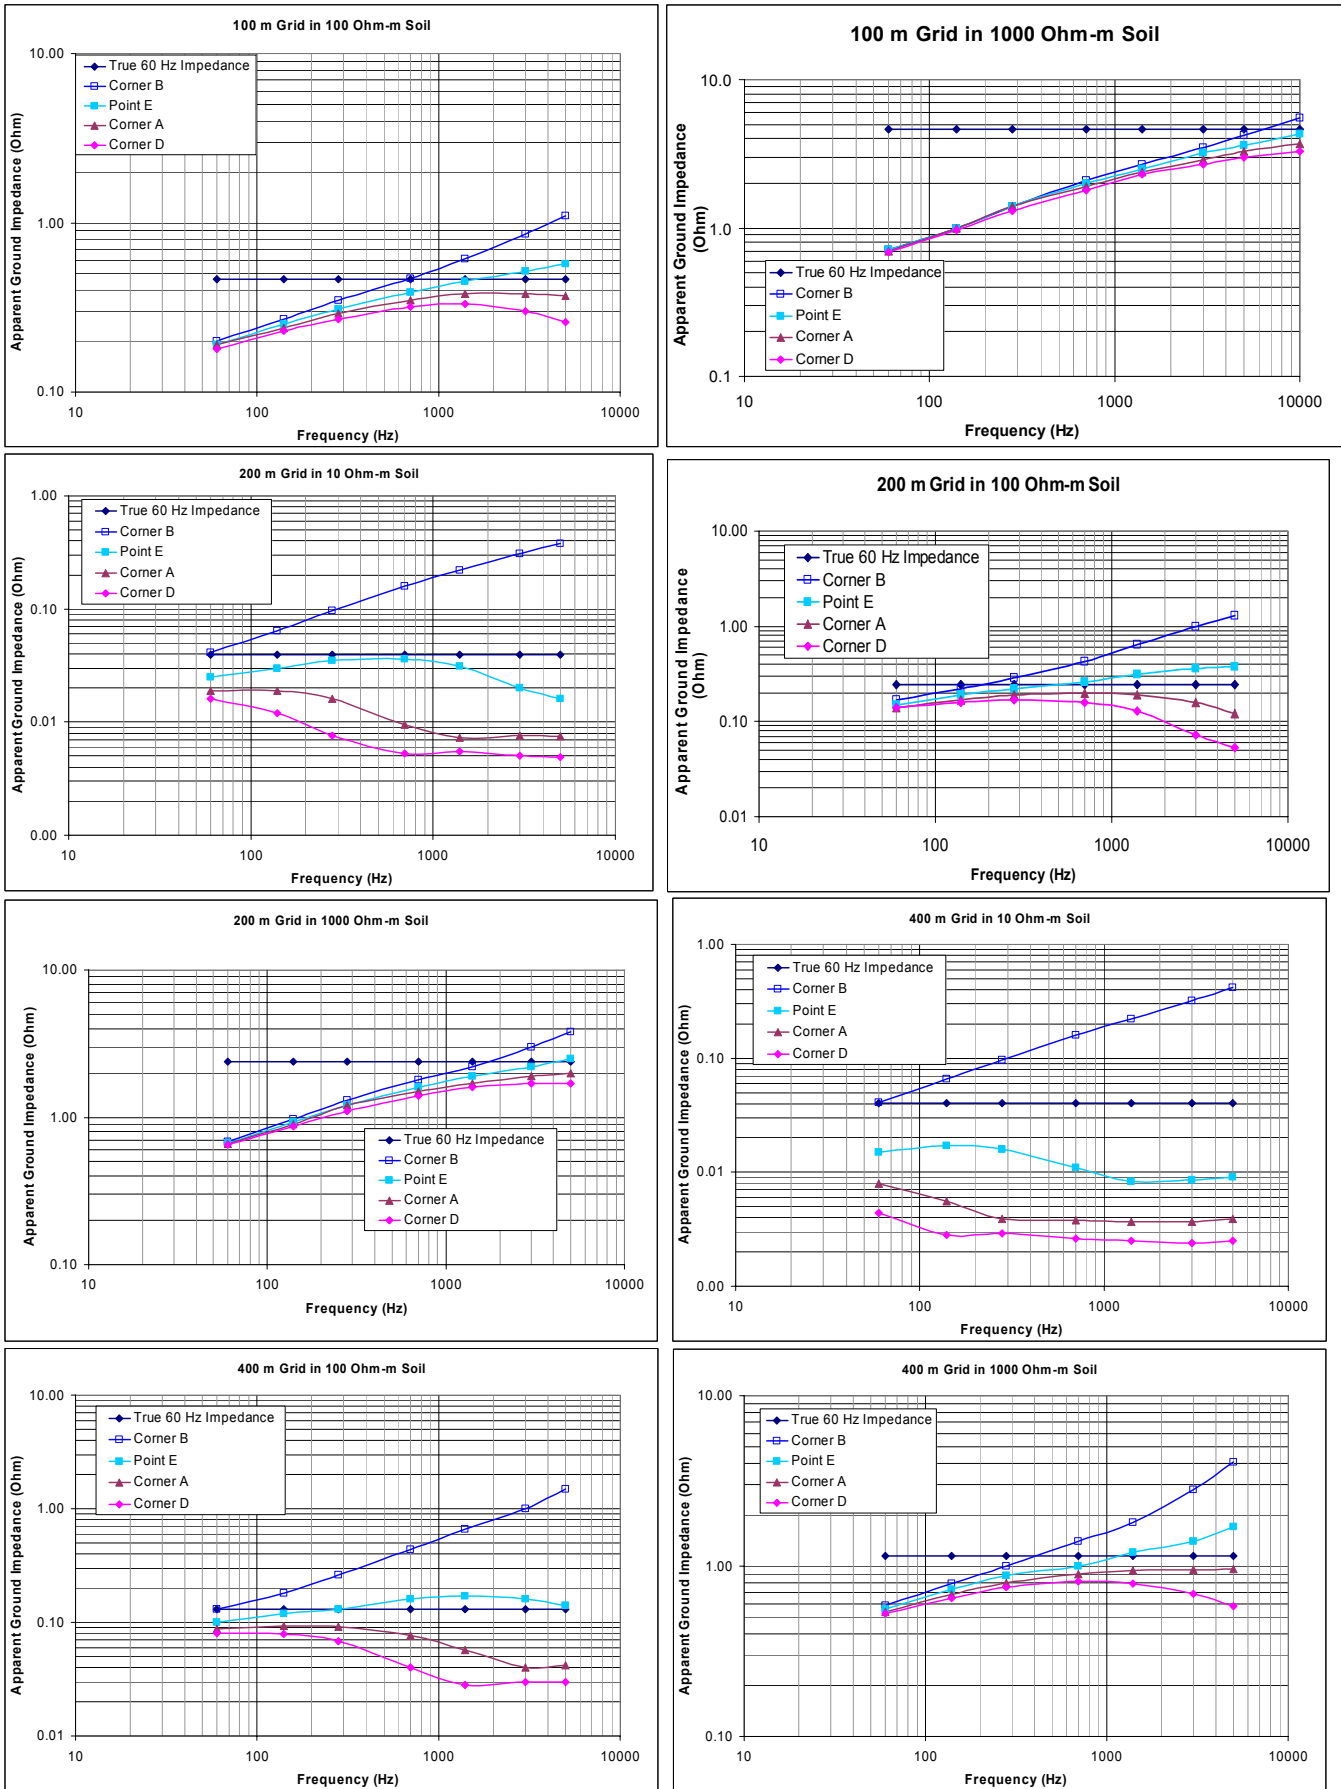 100 m Grid in 100 Ohm-m Soil
10.00
1.00
0.10
Apparent Ground Impedance (Ohm)
True 60 Hz Impedance
Corner B
Point E
Corner A
Corner D
10 100 1000 10000
Frequency (Hz)
100 m Grid in 1000 Ohm-m Soil
10.0
1.0
0.1
Apparent Ground Impedance
(Ohm)
True 60 Hz Impedance
Corner B
Point E
Corner A
Corner D
10 100 1000 10000
Frequency (Hz)
200 m Grid in 10 Ohm-m Soil
1.00
0.10
0.01
0.00
Apparent Ground Impedance (Ohm)
True 60 Hz Impedance
Corner B
Point E
Corner A
Corner D
10 100 1000 10000
Frequency (Hz)
200 m Grid in 100 Ohm-m Soil
10.00
1.00
0.10
0.01
Apparent Ground Impedance
(Ohm)
True 60 Hz Impedance
Corner B
Point E
Corner A
Corner D
10 100 1000 10000
Frequency (Hz)
200 m Grid in 1000 Ohm-m Soil
10.00
1.00
0.10
Apparent Ground Impedance (Ohm)
True 60 Hz Impedance
Corner B
Point E
Corner A
Corner D
10 100 1000 10000
Frequency (Hz)
400 m Grid in 10 Ohm-m Soil
1.00
0.10
0.01
0.00
Apparent Ground Impedance (Ohm)
True 60 Hz Impedance
Corner B
Point E
Corner A
Corner D
10 100 1000 10000
Frequency (Hz)
400 m Grid in 100 Ohm-m Soil
10.00
1.00
0.10
0.01
Apparent Ground Impedance (Ohm)
True 60 Hz Impedance
Corner B
Point E
Corner A
Corner D
10 100 1000 10000
Frequency (Hz)
400 m Grid in 1000 Ohm-m Soil
10.00
1.00
0.10
Apparent Ground Impedance (Ohm)
True 60 Hz Impedance
Corner B
Point E
Corner A
Corner D
10 100 1000 10000
Frequency (Hz)